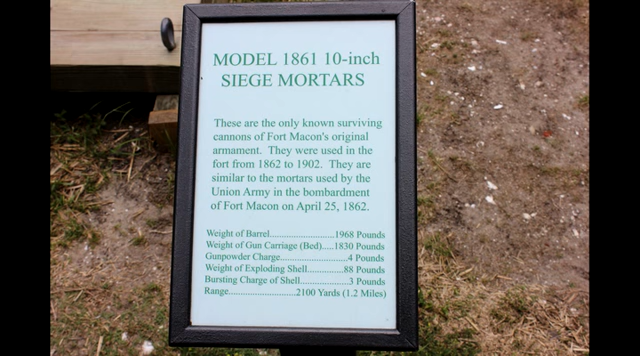 MODEL 1861 10-inch
SIEGE MORTARS
These are the only known surviving
cannons of Fort Macon's original
armament. They were used in the
fort from 1862 to 1902. They are
similar to the mortars used by the
Union Army in the bombardment
of Fort Macon on April 25, 1862.
Weight of Barrel.........................1968 Pounds
Weight of Gun Carriage (Bed).....1830 Pounds
Gunpowder Charge..........................4 Pounds
Weight of Exploding Shell..............88 Pounds
Bursting Charge of Shell...................3 Pounds
Range.........................2100 Yards (1.2 Miles)